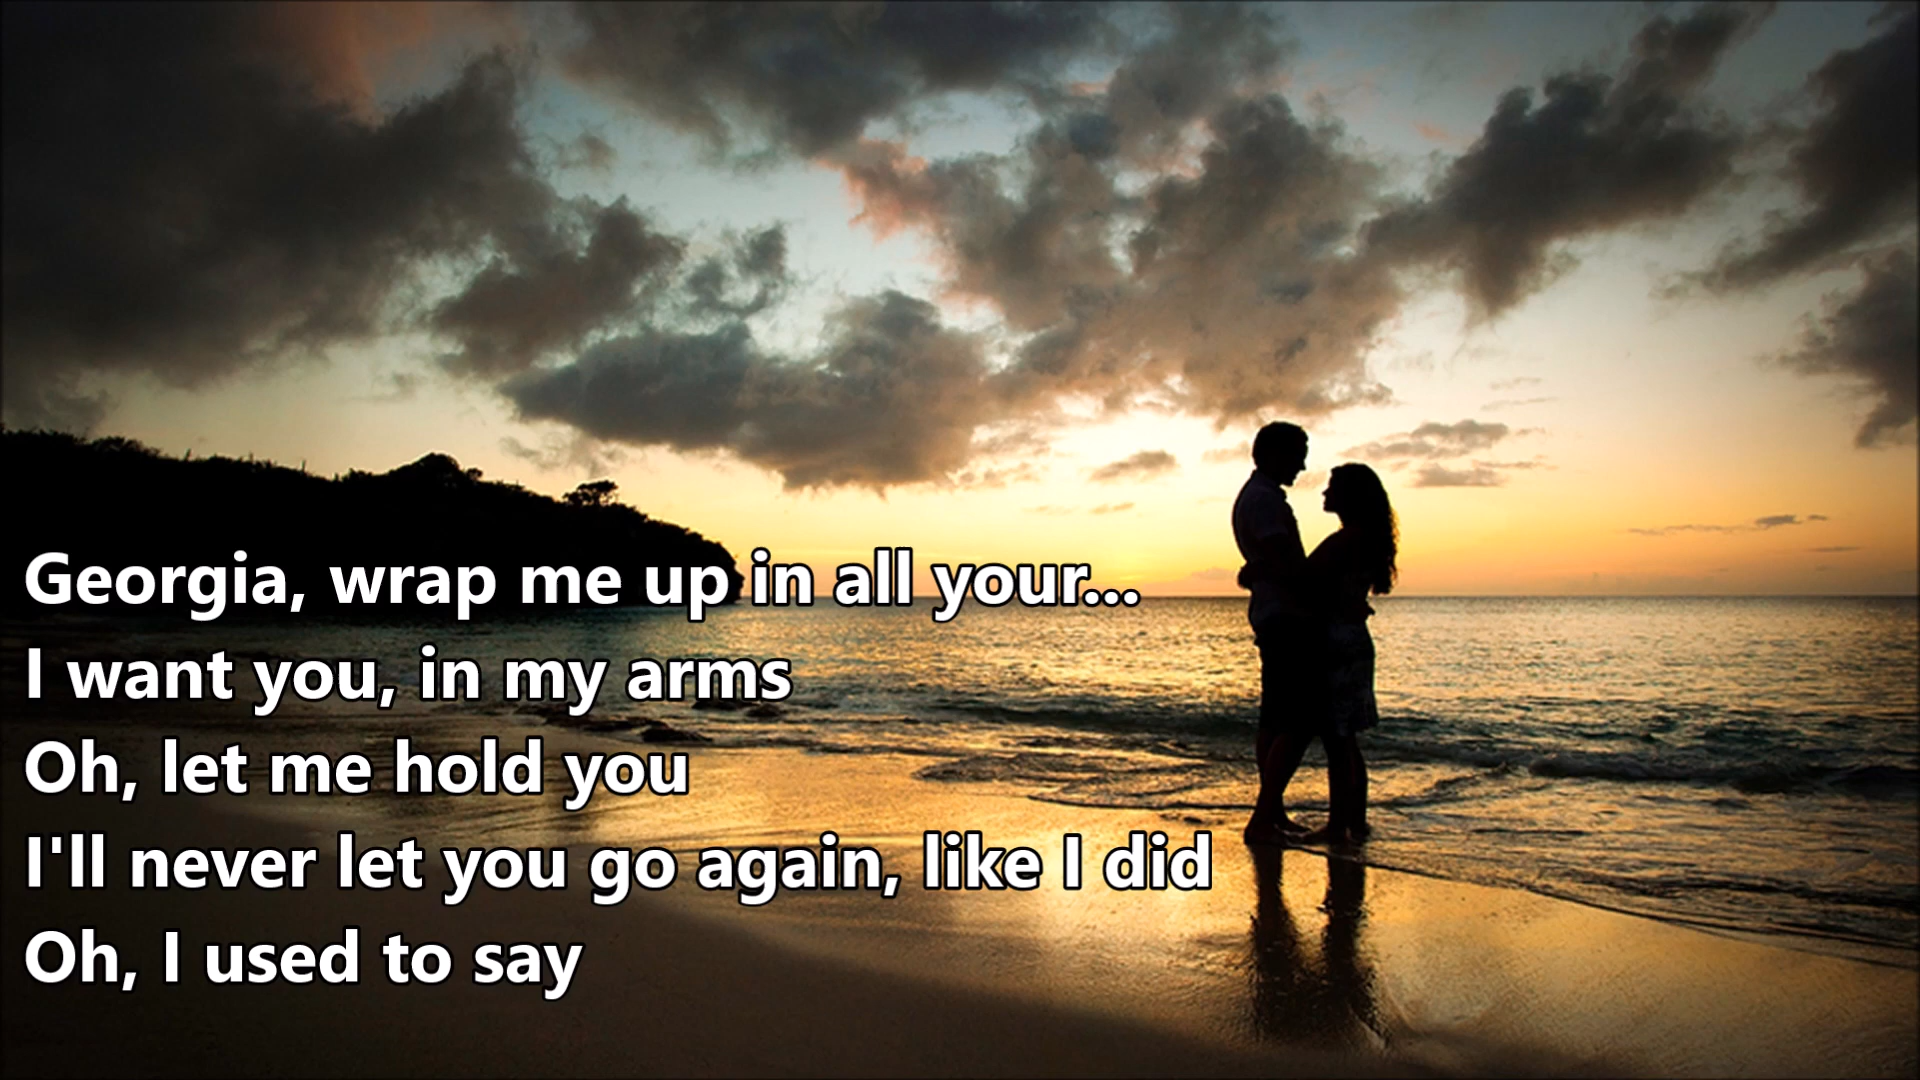 Georgia, wrap me up in all your...
I want you, in my arms
Oh, let me hold you
I'll never let you go again, like I did
Oh, I used to say